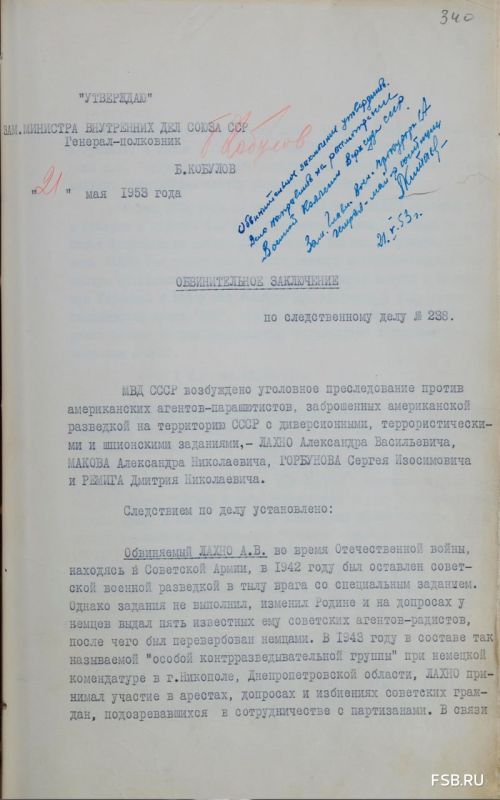 340
"УТВЕРЖДАЮ"
ЗАМ.МИНИСТРА ВНУТРЕННИХ ДЕЛ СОЮЗА ССР
Генерал-полковник
Кобулов
Б.КОБУЛОВ
"21" мая 1953 года
Обвинительное заключение утверждаю.
Дело направить на рассмотрение
Военной Коллегии Верхсуда СССР.
Зам. Главн. воен. прокурора СА
генерал-майор юстиции
Китаев
21.V.53 г.
ОБВИНИТЕЛЬНОЕ ЗАКЛЮЧЕНИЕ
по следственному делу № 238.
МВД СССР возбуждено уголовное преследование против
американских агентов-парашютистов, заброшенных американской
разведкой на территорию СССР с диверсионными, террористически-
ми и шпионскими заданиями,- ЛАХНО Александра Васильевича,
МАКОВА Александра Николаевича, ГОРБУНОВА Сергея Изосимовича
и РЕМИГА Дмитрия Николаевича.
Следствием по делу установлено:
Обвиняемый ЛАХНО А.В. во время Отечественной войны,
находясь в Советской Армии, в 1942 году был оставлен совет-
ской военной разведкой в тылу врага со специальным заданием.
Однако задания не выполнил, изменил Родине и на допросах у
немцев выдал пять известных ему советских агентов-радистов,
после чего был перевербован немцами. В 1943 году в составе так
называемой "особой контрразведывательной группы" при немецкой
комендатуре в г.Никополе, Днепропетровской области, ЛАХНО при-
нимал участие в арестах, допросах и избиениях советских граж-
дан, подозревавшихся в сотрудничестве с партизанами. В связи
FSB.RU